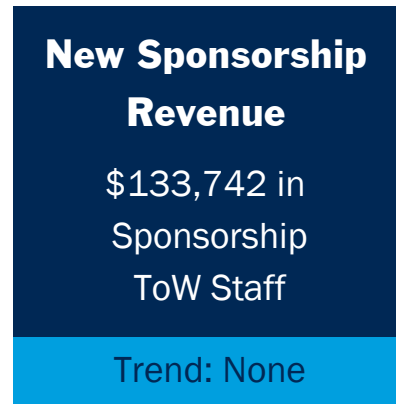 New Sponsorship
Revenue
$133,742 in
Sponsorship
ToW Staff
Trend: None